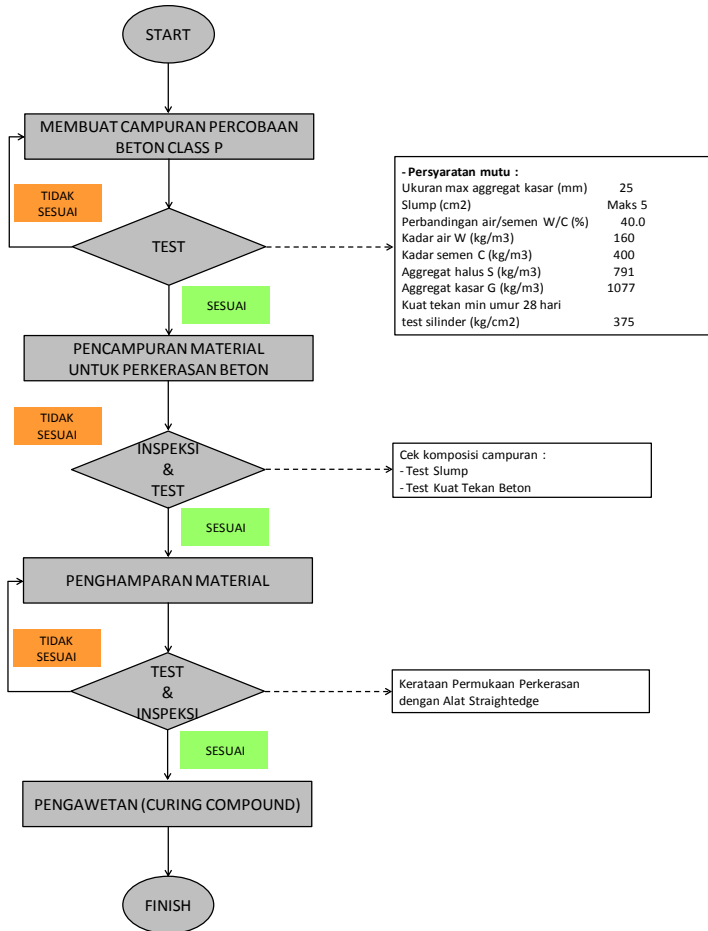 START
MEMBUAT CAMPURAN PERCOBAAN
BETON CLASS P
TIDAK
SESUAI
TEST
- Persyaratan mutu :
Ukuran max aggregat kasar (mm) 25
Slump (cm2) Maks 5
Perbandingan air/semen W/C (%) 40.0
Kadar air W (kg/m3) 160
Kadar semen C (kg/m3) 400
Aggregat halus S (kg/m3) 791
Aggregat kasar G (kg/m3) 1077
Kuat tekan min umur 28 hari
test silinder (kg/cm2) 375
SESUAI
PENCAMPURAN MATERIAL
UNTUK PERKERASAN BETON
TIDAK
SESUAI
INSPEKSI
&
TEST
Cek komposisi campuran :
- Test Slump
- Test Kuat Tekan Beton
SESUAI
PENGHAMPARAN MATERIAL
TIDAK
SESUAI
TEST
&
INSPEKSI
Kerataan Permukaan Perkerasan
dengan Alat Straightedge
SESUAI
PENGAWETAN (CURING COMPOUND)
FINISH